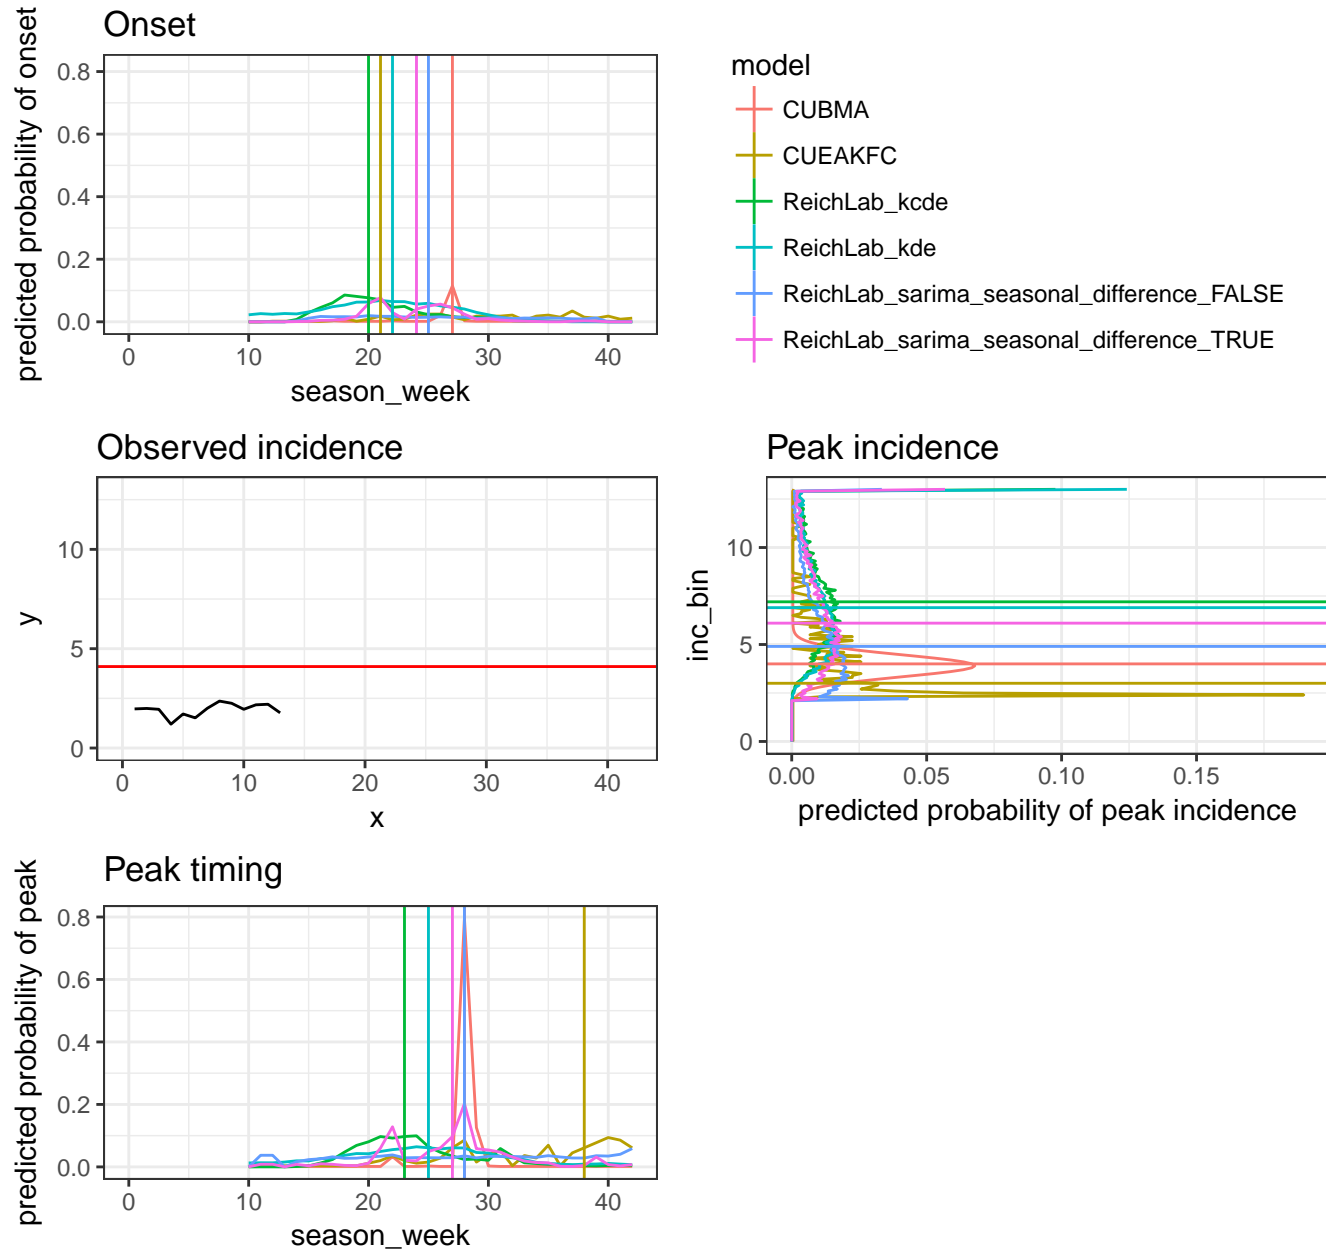 Onset
predicted probability of onset
0.8
0.6
0.4
0.2
0.0
0 10 20 30 40
season_week
model
CUBMA
CUEAKFC
ReichLab_kcde
ReichLab_kde
ReichLab_sarima_seasonal_difference_FALSE
ReichLab_sarima_seasonal_difference_TRUE
Observed incidence
y
10
5
0
0 10 20 30 40
x
Peak incidence
inc_bin
10
5
0
0.00 0.05 0.10 0.15
predicted probability of peak incidence
Peak timing
predicted probability of peak
0.8
0.6
0.4
0.2
0.0
0 10 20 30 40
season_week